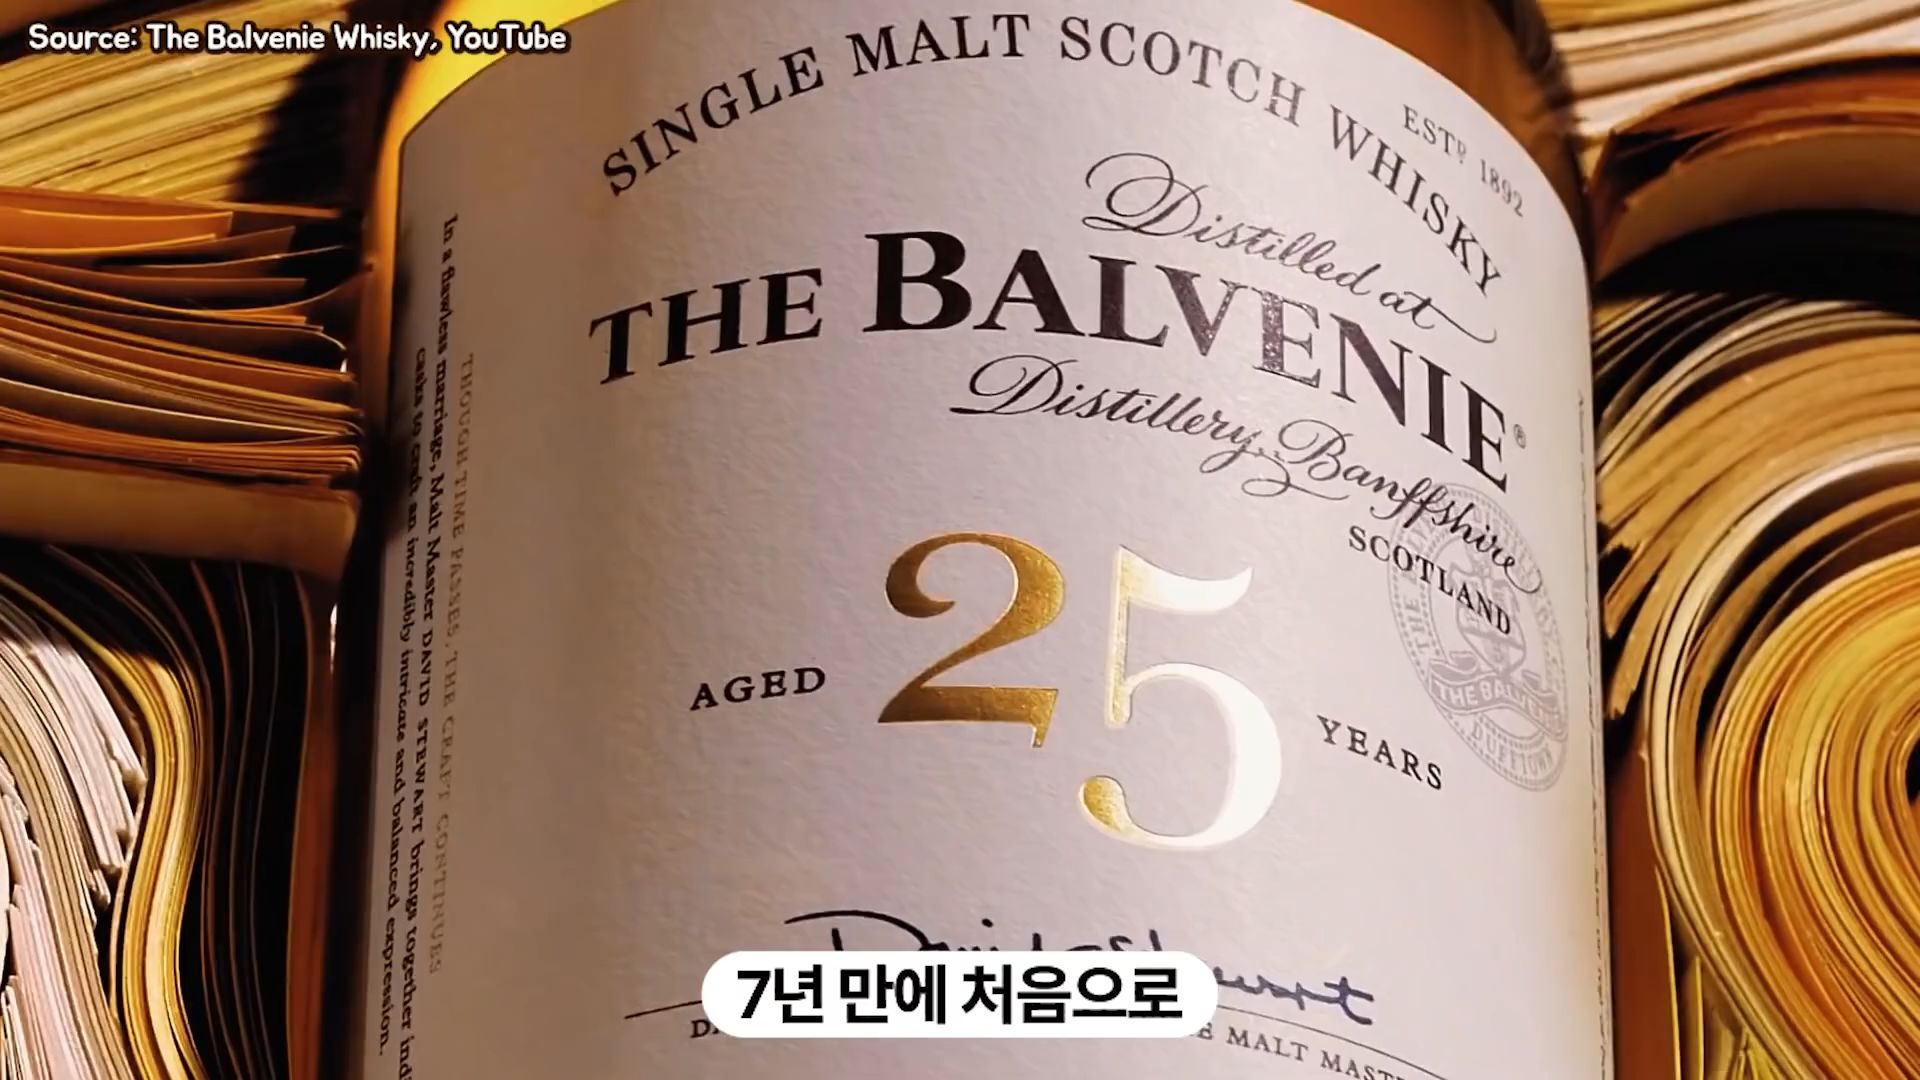 Source: The Balvenie Whisky, YouTube
SINGLE MALT SCOTCH WHISKY
ESTD 1892
Distilled at
THE BALVENIE®
Distillery, Banffshire
SCOTLAND
AGED 25 YEARS
THE BALVENIE
DUFFTOWN
THOUGH TIME PASSES, THE CRAFT CONTINUES
In a flawless marriage, Malt Master DAVID STEWART brings together
casks to craft an incredibly intricate and balanced expression.
7년 만에 처음으로
MALT